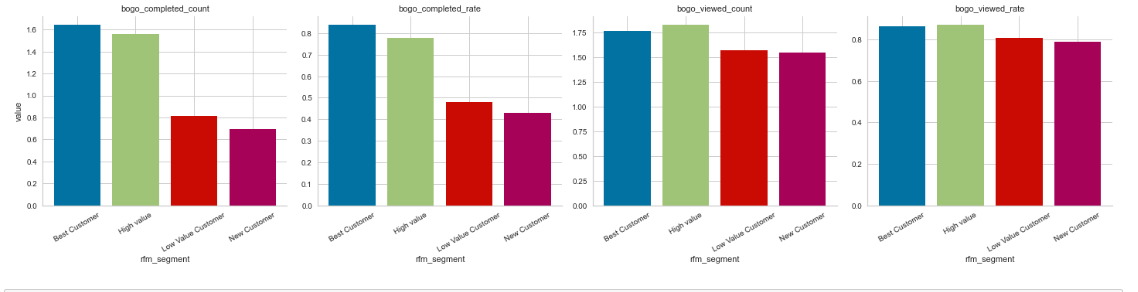 bogo_completed_count
bogo_completed_rate
bogo_viewed_count
bogo_viewed_rate
value
1.6
1.4
1.2
1.0
0.8
0.6
0.4
0.2
0.0
Best Customer
High value
Low Value Customer
New Customer
rfm_segment
0.8
0.7
0.6
0.5
0.4
0.3
0.2
0.1
0.0
Best Customer
High value
Low Value Customer
New Customer
rfm_segment
1.75
1.50
1.25
1.00
0.75
0.50
0.25
0.00
Best Customer
High value
Low Value Customer
New Customer
rfm_segment
0.8
0.6
0.4
0.2
0.0
Best Customer
High value
Low Value Customer
New Customer
rfm_segment